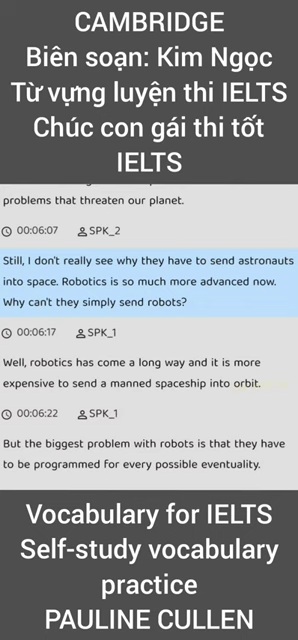 CAMBRIDGE
Biên soạn: Kim Ngọc
Từ vựng luyện thi IELTS
Chúc con gái thi tốt
IELTS
problems that threaten our planet.
00:06:07 SPK_2
Still, I don't really see why they have to send astronauts
into space. Robotics is so much more advanced now.
Why can't they simply send robots?
00:06:17 SPK_1
Well, robotics has come a long way and it is more
expensive to send a manned spaceship into orbit.
00:06:22 SPK_1
But the biggest problem with robots is that they have
to be programmed for every possible eventuality.
Vocabulary for IELTS
Self-study vocabulary
practice
PAULINE CULLEN